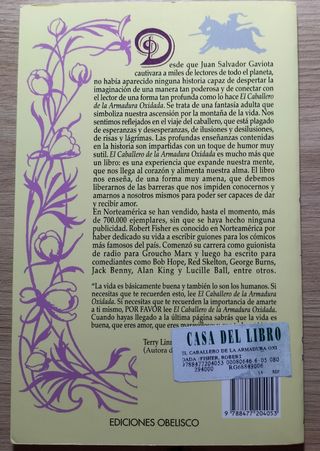 Desde que Juan Salvador Gaviota
cautivara a miles de lectores de todo el planeta,
no había aparecido ninguna historia capaz de despertar la
imaginación de una manera tan poderosa y de conectar con
el lector de una forma tan profunda como lo hace El Caballero
de la Armadura Oxidada. Se trata de una fantasía adulta que
simboliza nuestra ascensión por la montaña de la vida. Nos
sentimos reflejados en el viaje del caballero, que está plagado
de esperanzas y desesperanzas, de ilusiones y desilusiones,
de risas y lágrimas. Las profundas enseñanzas contenidas
en la historia son impartidas con un toque de humor muy
sutil. El Caballero de la Armadura Oxidada es mucho más que
un libro: es una experiencia que expande nuestra mente,
que nos llega al corazón y alimenta nuestra alma. El libro
nos enseña, de una forma muy amena, que debemos
liberarnos de las barreras que nos impiden conocernos y
amarnos a nosotros mismos para poder ser capaces de dar
y recibir amor.
En Norteamérica se han vendido, hasta el momento, más
de 700.000 ejemplares, sin que se haya hecho ninguna
publicidad. Robert Fisher es conocido en Norteamérica por
haber dedicado su vida a escribir guiones para los cómicos
más famosos del país. Comenzó su carrera como guionista
de radio para Groucho Marx y luego ha escrito para
comediantes como Bob Hope, Red Skelton, George Burns,
Jack Benny, Alan King y Lucille Ball, entre otros.
"La vida es básicamente buena y también lo son los humanos. Si
necesitas que te recuerden esto, lee El Caballero de la Armadura
Oxidada. Si necesitas que te recuerden la importancia de amarte
a ti mismo, POR FAVOR lee El Caballero de la Armadura Oxidada.
Cuando hayas llegado a la última página sabrás que la vida es
buena, que eres amor, que eres
Terry
(Autora d
CASA DEL LIBRO
EL CABALLERO DE LA ARMADURA OXI
DADA /FISHER, ROBERT
9788477204053
RG66849006
9 788477 204053
EDICIONES OBELISCO